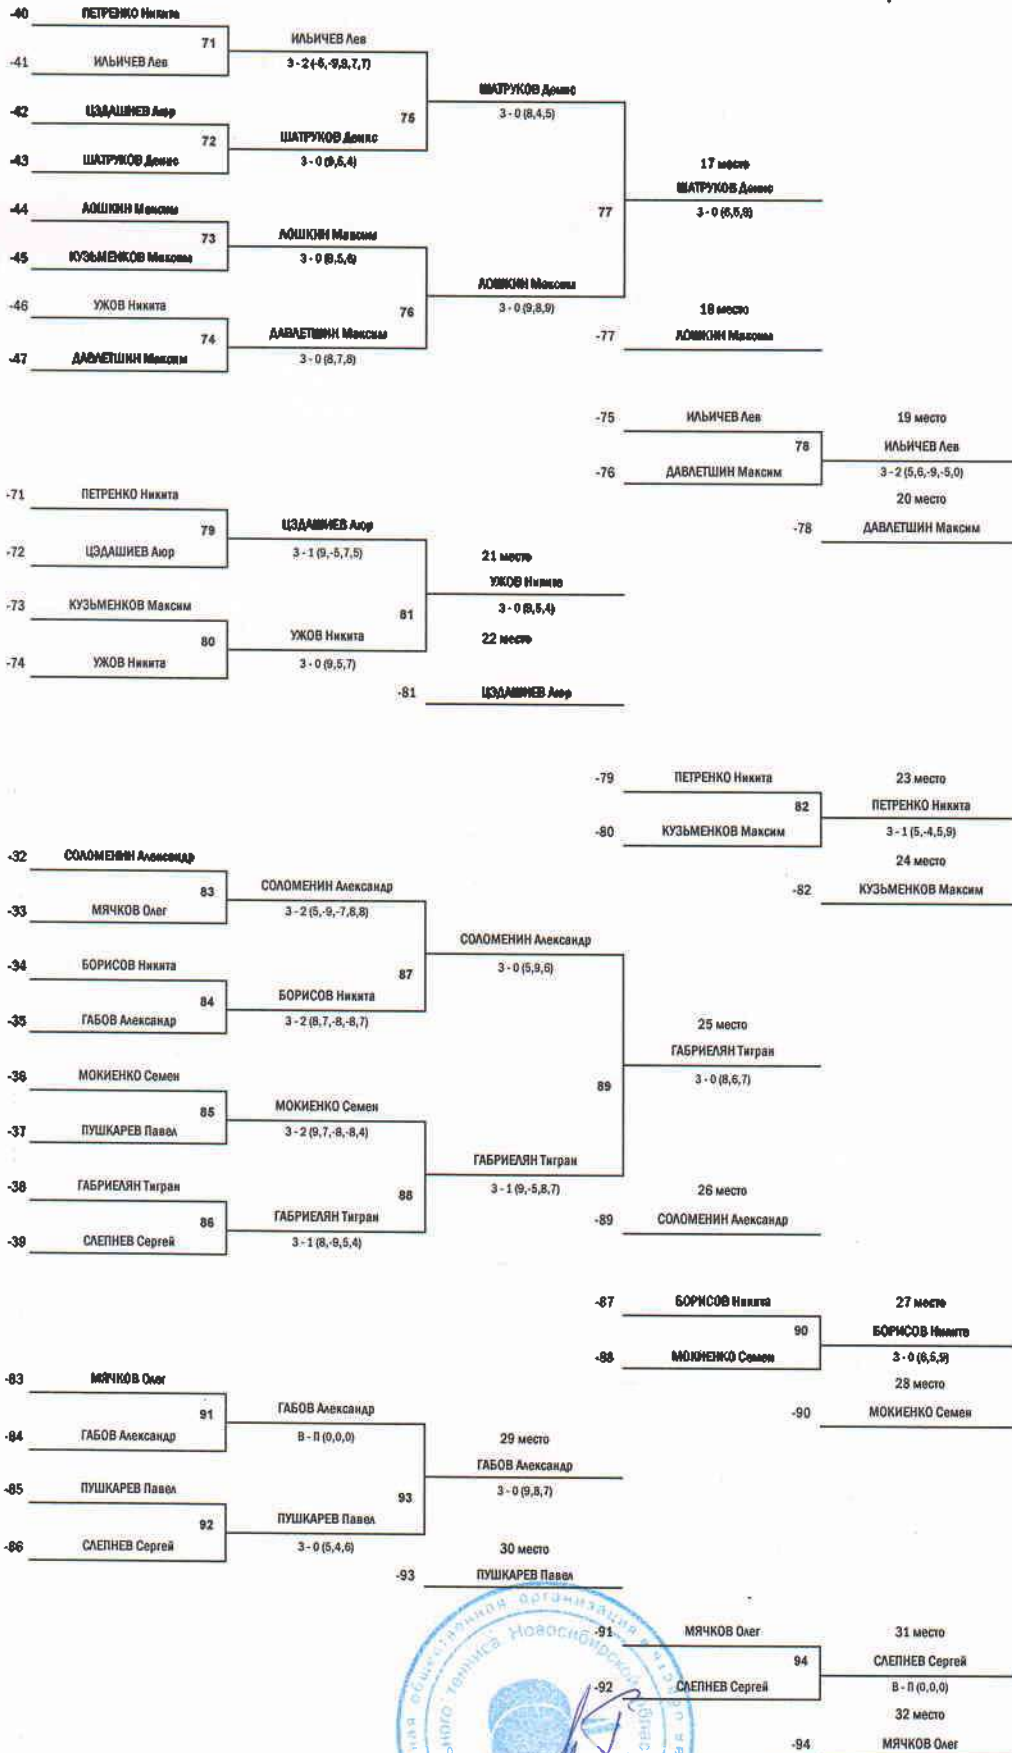 -40 ПЕТРЕНКО Никита
71
-41 ИЛЬИЧЕВ Лев
ИЛЬИЧЕВ Лев
3 - 2 (-6,-9,9,7,7)
-42 ЦЭДАШИЕВ Аюр
72
-43 ШАТРУКОВ Денис
ШАТРУКОВ Денис
3 - 0 (9,6,4)
75
ШАТРУКОВ Денис
3 - 0 (8,4,5)
-44 ЛОШКИН Максим
73
-45 КУЗЬМЕНКОВ Максим
ЛОШКИН Максим
3 - 0 (9,5,6)
-46 УЖОВ Никита
74
-47 ДАВЛЕТШИН Максим
ДАВЛЕТШИН Максим
3 - 0 (8,7,8)
76
ЛОШКИН Максим
3 - 0 (9,8,9)
77
17 место
ШАТРУКОВ Денис
3 - 0 (6,5,9)
18 место
-77 ЛОШКИН Максим
-75 ИЛЬИЧЕВ Лев
78
-76 ДАВЛЕТШИН Максим
19 место
ИЛЬИЧЕВ Лев
3 - 2 (5,6,-9,-5,0)
20 место
-78 ДАВЛЕТШИН Максим
-71 ПЕТРЕНКО Никита
79
-72 ЦЭДАШИЕВ Аюр
ЦЭДАШИЕВ Аюр
3 - 1 (9,-5,7,5)
-73 КУЗЬМЕНКОВ Максим
80
-74 УЖОВ Никита
УЖОВ Никита
3 - 0 (9,5,7)
81
21 место
УЖОВ Никита
3 - 0 (9,5,4)
22 место
-81 ЦЭДАШИЕВ Аюр
-79 ПЕТРЕНКО Никита
82
-80 КУЗЬМЕНКОВ Максим
23 место
ПЕТРЕНКО Никита
3 - 1 (5,-4,5,9)
24 место
-82 КУЗЬМЕНКОВ Максим
-32 СОЛОМЕНИН Александр
83
-33 МЯЧКОВ Олег
СОЛОМЕНИН Александр
3 - 2 (5,-9,-7,8,8)
-34 БОРИСОВ Никита
84
-35 ГАБОВ Александр
БОРИСОВ Никита
3 - 2 (8,7,-8,-8,7)
87
СОЛОМЕНИН Александр
3 - 0 (5,9,6)
-36 МОКИЕНКО Семен
85
-37 ПУШКАРЕВ Павел
МОКИЕНКО Семен
3 - 2 (9,7,-8,-8,4)
-38 ГАБРИЕЛЯН Тигран
86
-39 СЛЕПНЕВ Сергей
ГАБРИЕЛЯН Тигран
3 - 1 (8,-9,5,4)
88
ГАБРИЕЛЯН Тигран
3 - 1 (9,-5,8,7)
89
25 место
ГАБРИЕЛЯН Тигран
3 - 0 (8,6,7)
26 место
-89 СОЛОМЕНИН Александр
-87 БОРИСОВ Никита
90
-88 МОКИЕНКО Семен
27 место
БОРИСОВ Никита
3 - 0 (6,5,5)
28 место
-90 МОКИЕНКО Семен
-83 МЯЧКОВ Олег
91
-84 ГАБОВ Александр
ГАБОВ Александр
В - П (0,0,0)
-85 ПУШКАРЕВ Павел
92
-86 СЛЕПНЕВ Сергей
ПУШКАРЕВ Павел
3 - 0 (5,4,6)
93
29 место
ГАБОВ Александр
3 - 0 (9,8,7)
30 место
-93 ПУШКАРЕВ Павел
-91 МЯЧКОВ Олег
94
-92 СЛЕПНЕВ Сергей
31 место
СЛЕПНЕВ Сергей
В - П (0,0,0)
32 место
-94 МЯЧКОВ Олег
общественная организация
тенниса Новосибирской